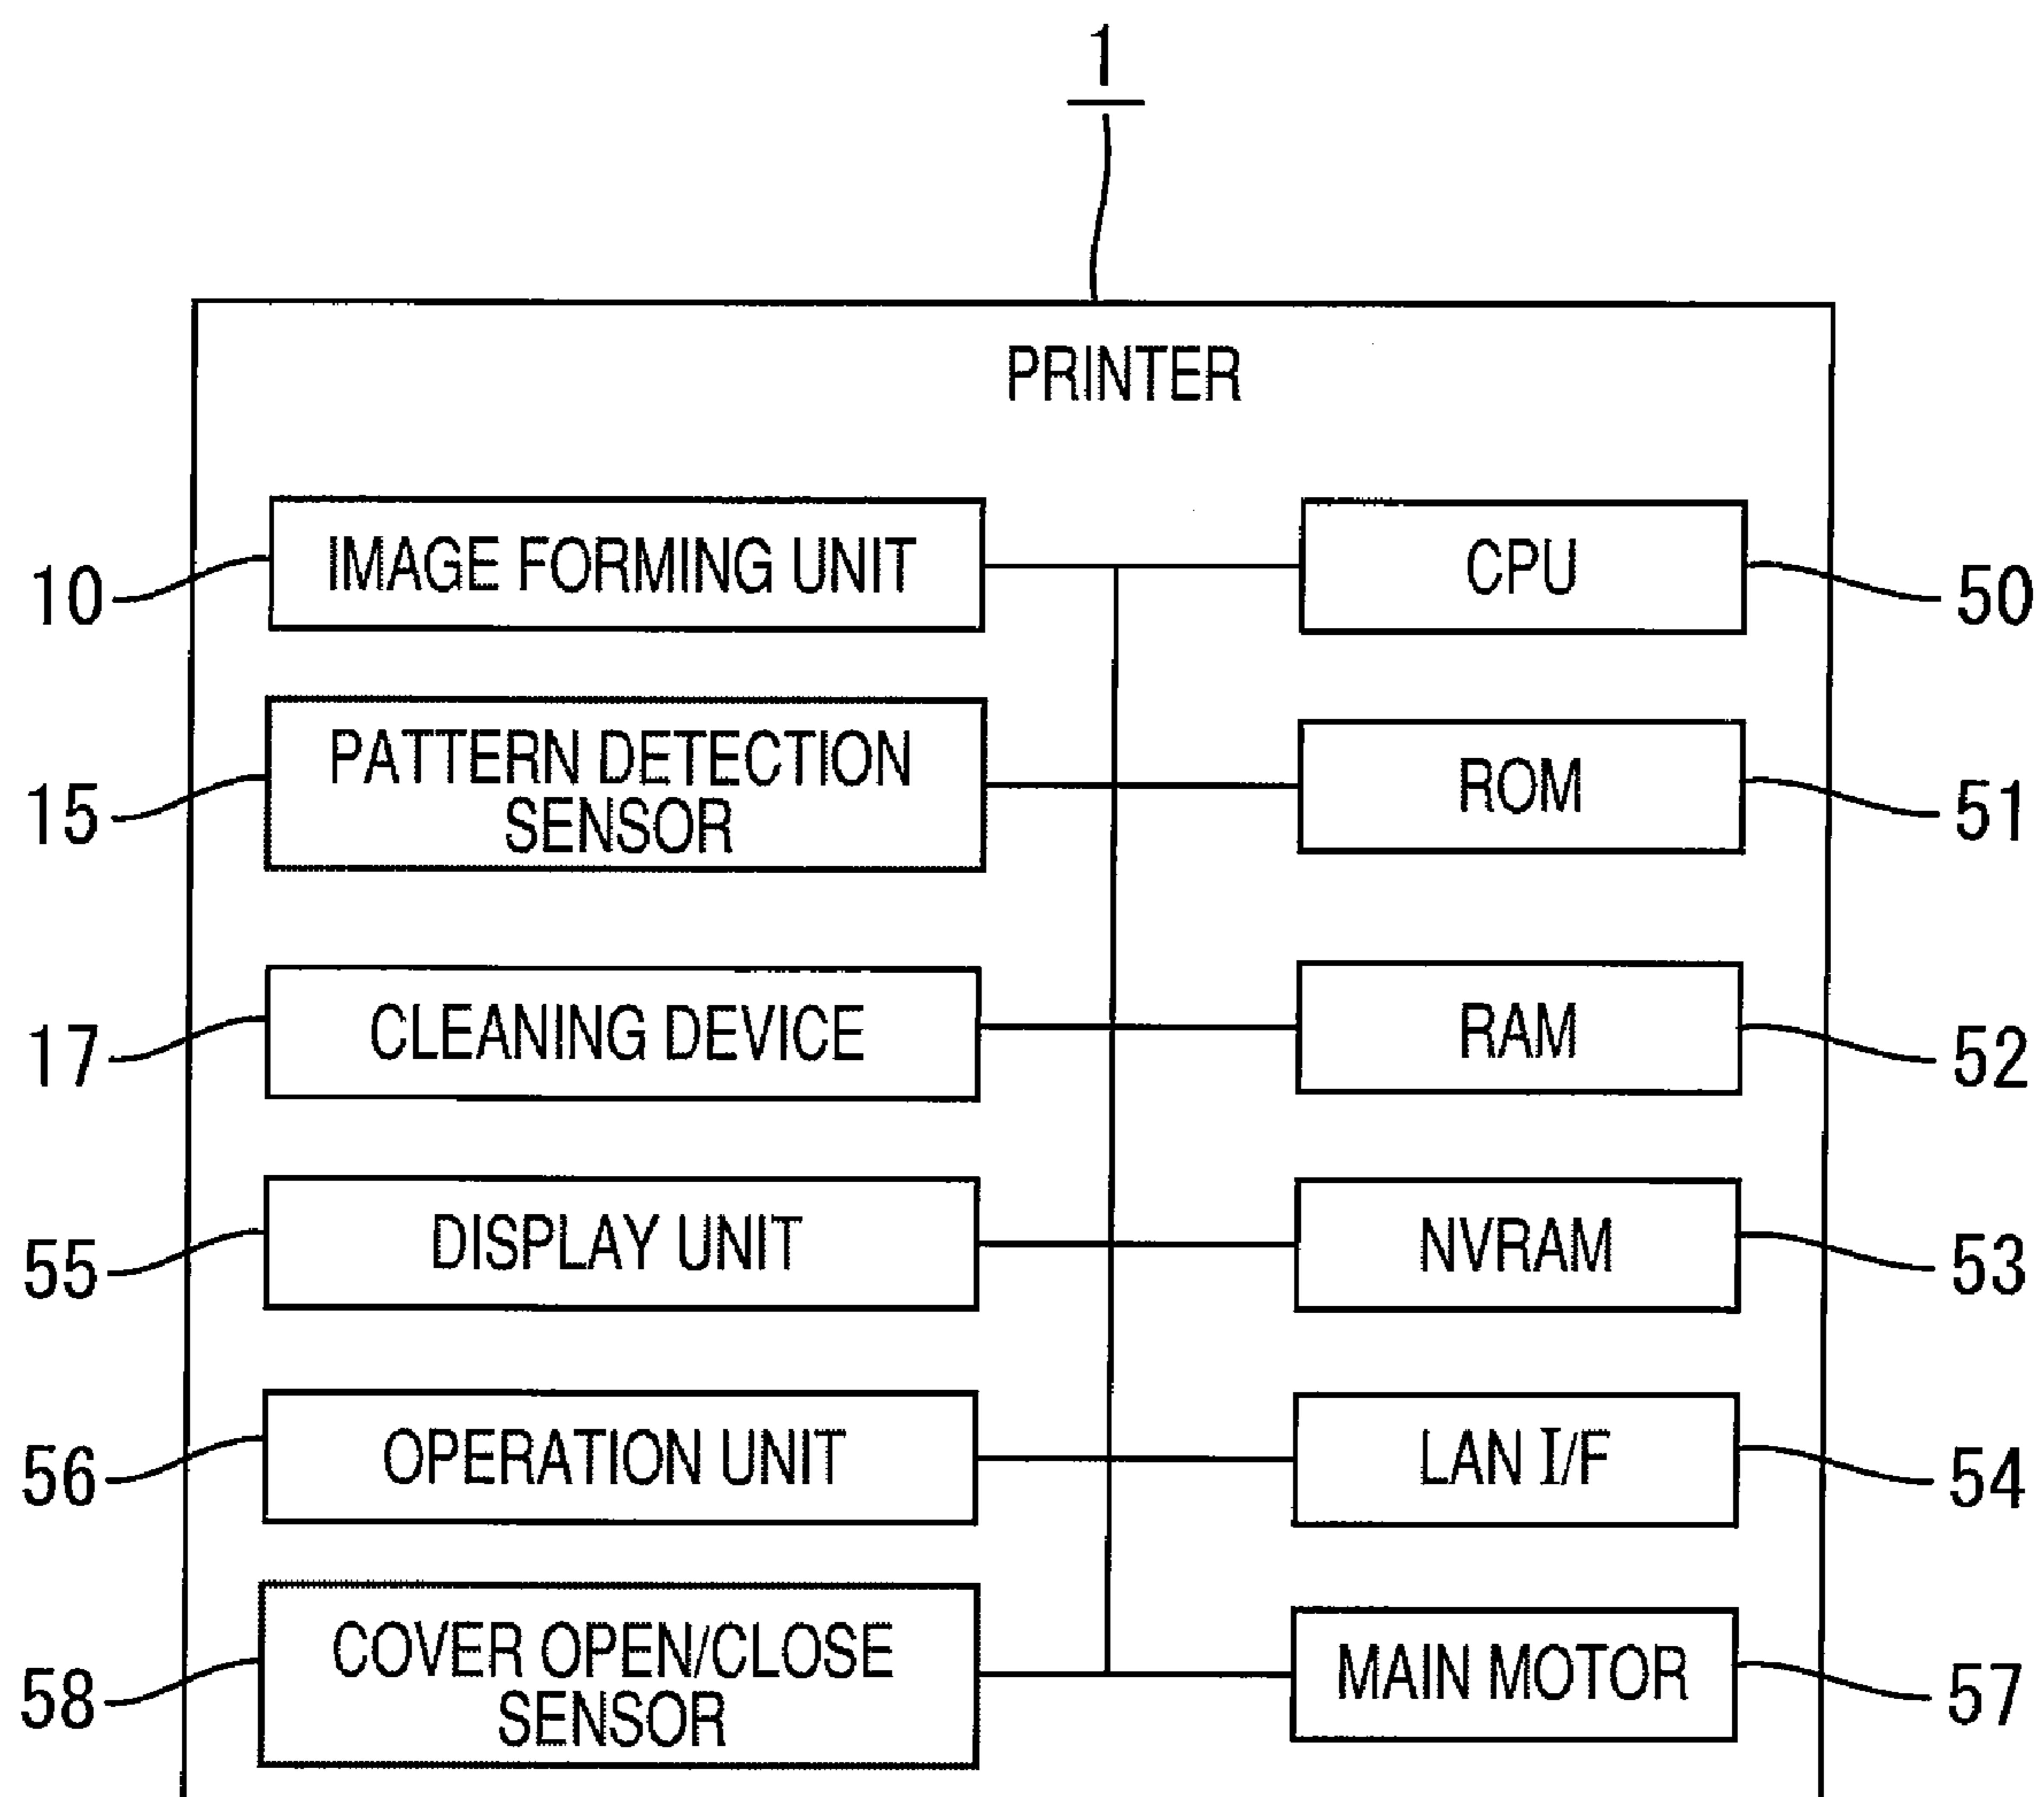 1
PRINTER
10
IMAGE FORMING UNIT
CPU
50
15
PATTERN DETECTION
SENSOR
ROM
51
17
CLEANING DEVICE
RAM
52
55
DISPLAY UNIT
NVRAM
53
56
OPERATION UNIT
LAN I/F
54
58
COVER OPEN/CLOSE
SENSOR
MAIN MOTOR
57